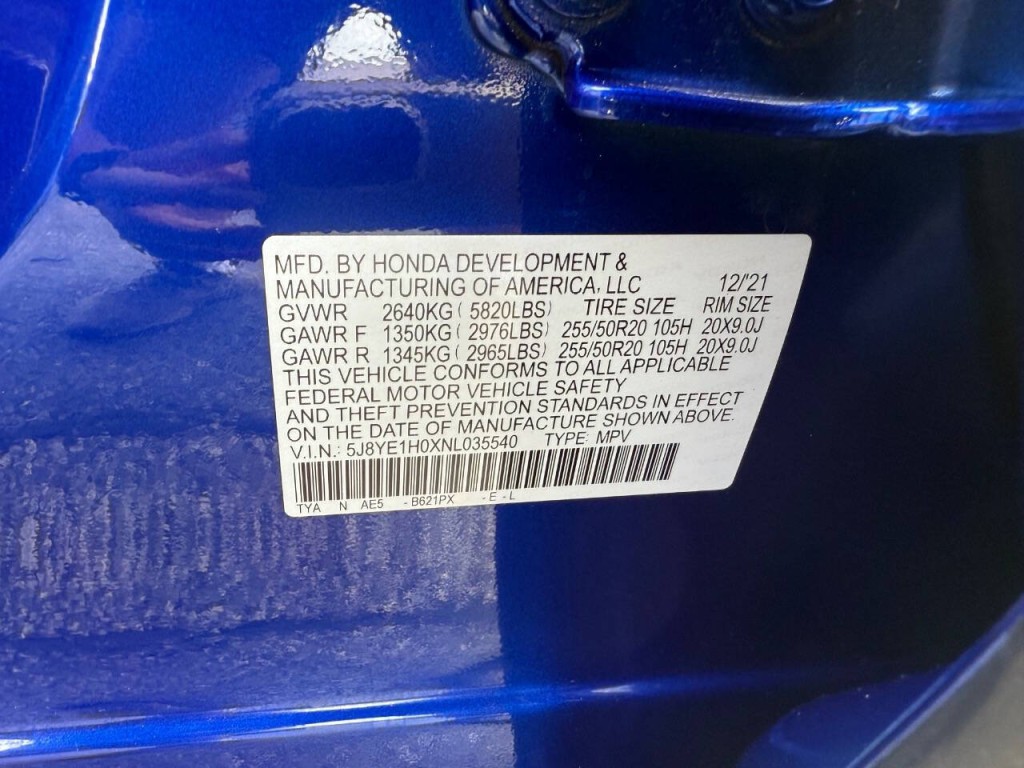 MFD. BY HONDA DEVELOPMENT &
MANUFACTURING OF AMERICA, LLC 12/'21
GVWR 2640KG ( 5820LBS) TIRE SIZE RIM SIZE
GAWR F 1350KG ( 2976LBS) 255/50R20 105H 20X9.0J
GAWR R 1345KG ( 2965LBS) 255/50R20 105H 20X9.0J
THIS VEHICLE CONFORMS TO ALL APPLICABLE
FEDERAL MOTOR VEHICLE SAFETY
AND THEFT PREVENTION STANDARDS IN EFFECT
ON THE DATE OF MANUFACTURE SHOWN ABOVE.
V.I.N.: 5J8YE1H0XNL035540 TYPE: MPV
TYA N AE5 -B621PX -E-L